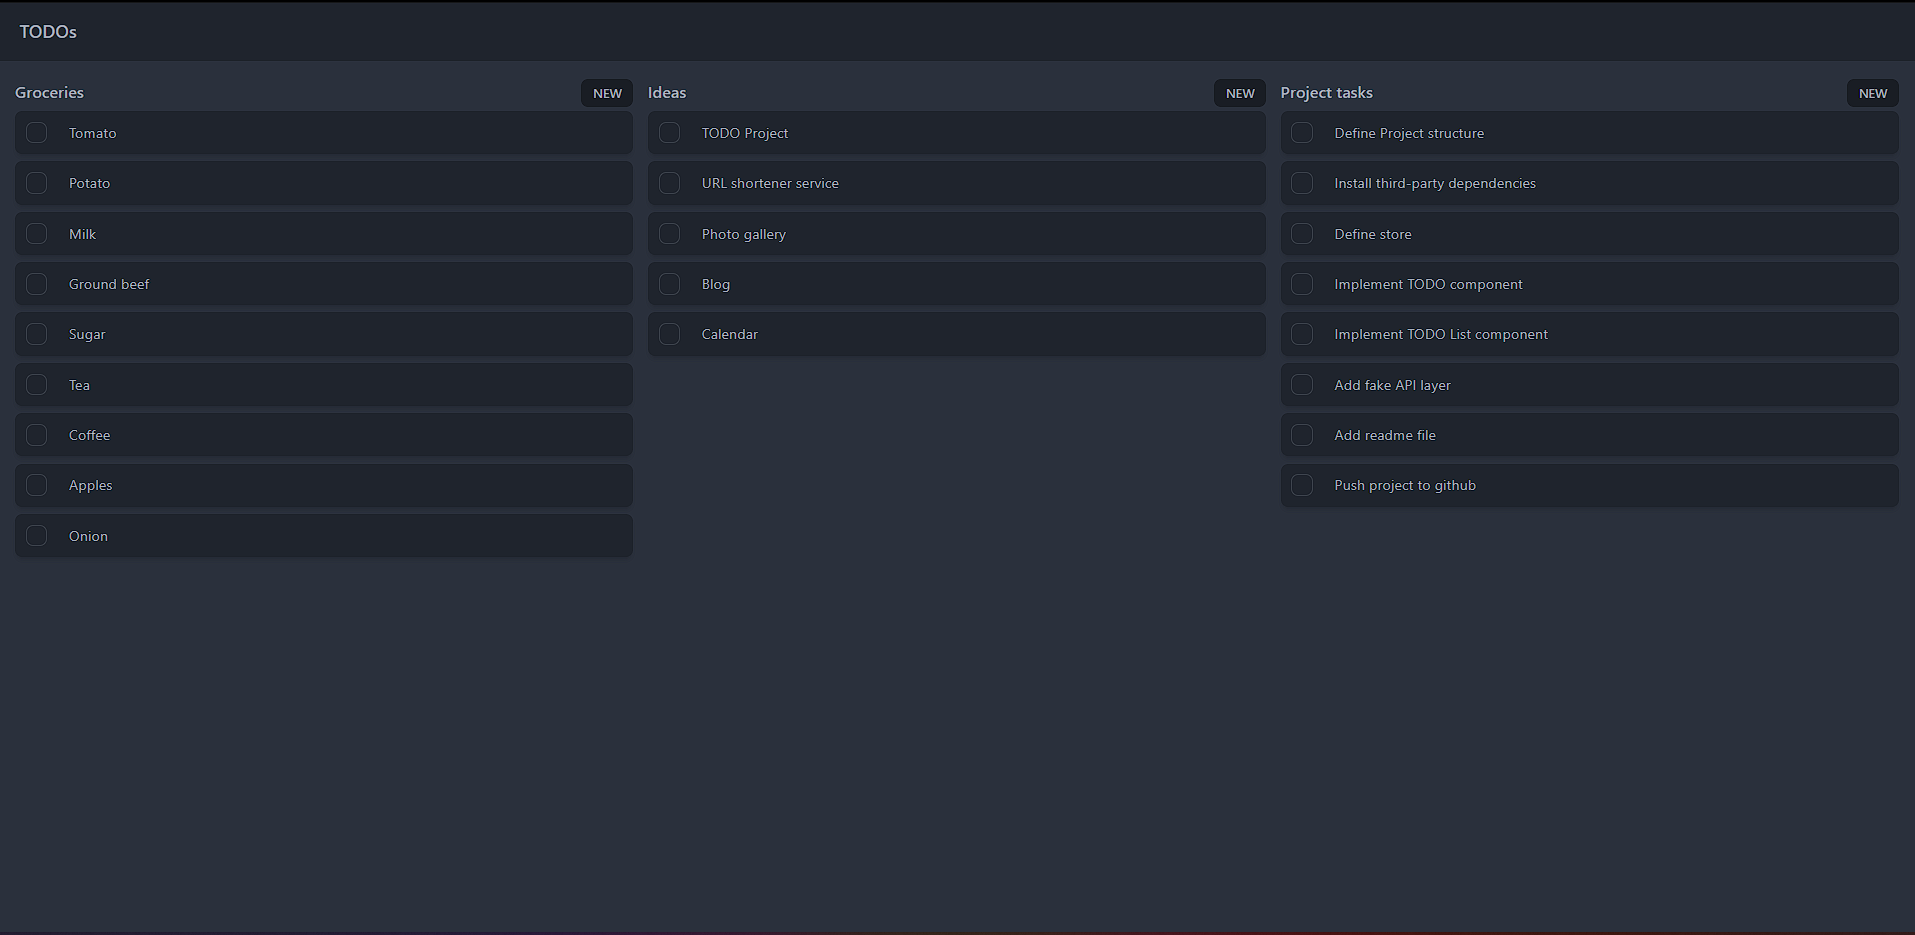 TODOs
Groceries
NEW
Tomato
Potato
Milk
Ground beef
Sugar
Tea
Coffee
Apples
Onion
Ideas
NEW
TODO Project
URL shortener service
Photo gallery
Blog
Calendar
Project tasks
NEW
Define Project structure
Install third-party dependencies
Define store
Implement TODO component
Implement TODO List component
Add fake API layer
Add readme file
Push project to github